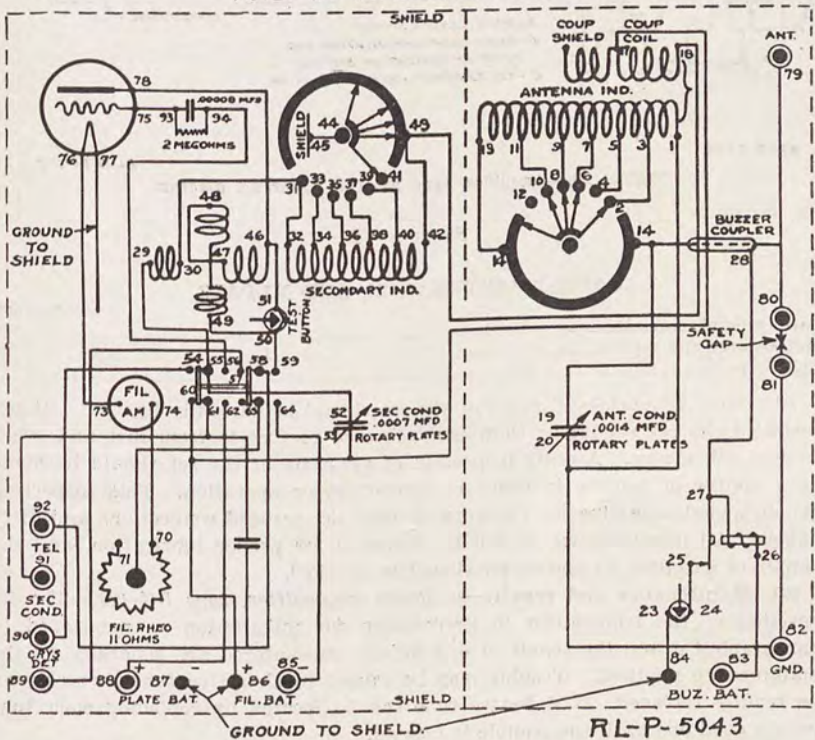 SHIELD
COUP SHIELD
COUP COIL
17
18
ANT.
79
78
.00008 MFD
75 93 94
2 MEGOHMS
76 77
44
SHIELD
45
43
ANTENNA IND.
13 11 9 7 5 3 1
33
31
35 37 39 41
12 10 8 6 4 2
GROUND TO SHIELD
48
29 30 47 46
32 34 36 38 40 42
14
14
BUZZER COUPLER
28
49
SECONDARY IND.
51
TEST BUTTON
50
80
SAFETY GAP
81
54 55 56 58 59
57
60 61 62 63 64
FIL AM
73 74
52
53
SEC COND
.0007 MFD
ROTARY PLATES
19
20
ANT. COND.
.0014 MFD
ROTARY PLATES
92
TEL
91
SEC COND.
90
CRYS DET
89
71 70
FIL RHEO
11 OHMS
27
26
25
23 24
82
GND.
84 83
BUZ. BAT.
88 + 87
PLATE BAT.
+ 86 85 -
FIL. BAT.
SHIELD
GROUND TO SHIELD
RL-P-5043